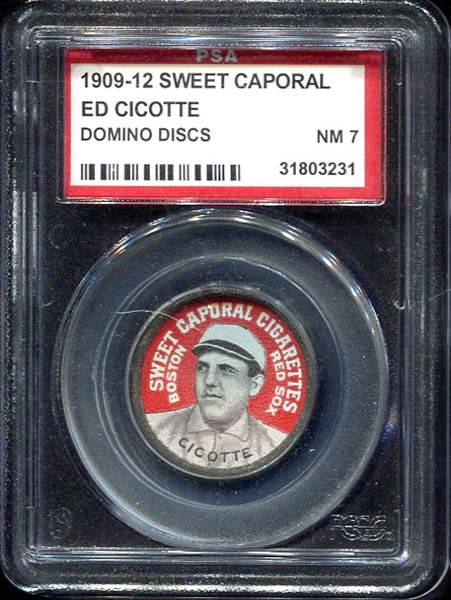 PSA
1909-12 SWEET CAPORAL
ED CICOTTE
DOMINO DISCS NM 7
31803231
SWEET CAPORAL CIGARETTES
BOSTON RED SOX
CICOTTE
PSA